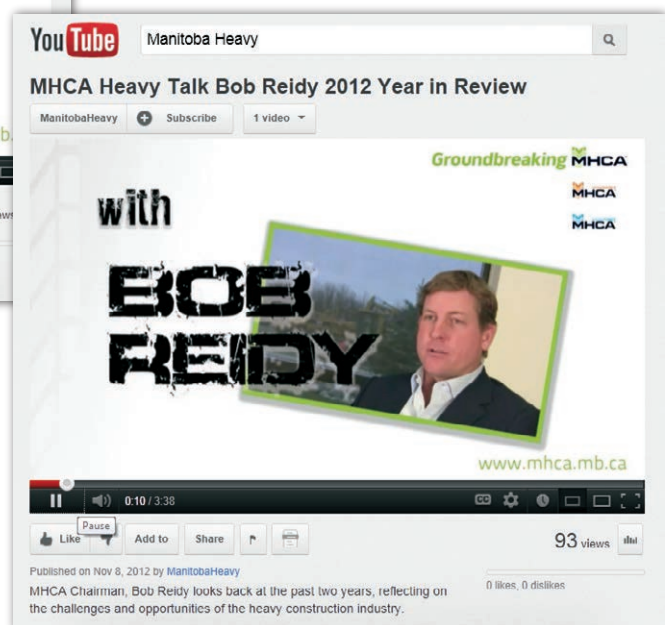 YouTube
Manitoba Heavy
MHCA Heavy Talk Bob Reidy 2012 Year in Review
ManitobaHeavy
Subscribe
1 video
Groundbreaking MHCA
MHCA
MHCA
with
BOB
REIDY
www.mhca.mb.ca
0:10 / 3:38
CC
Pause
Like
Add to
Share
93 views
Published on Nov 8, 2012 by ManitobaHeavy
0 likes, 0 dislikes
MHCA Chairman, Bob Reidy looks back at the past two years, reflecting on
the challenges and opportunities of the heavy construction industry.